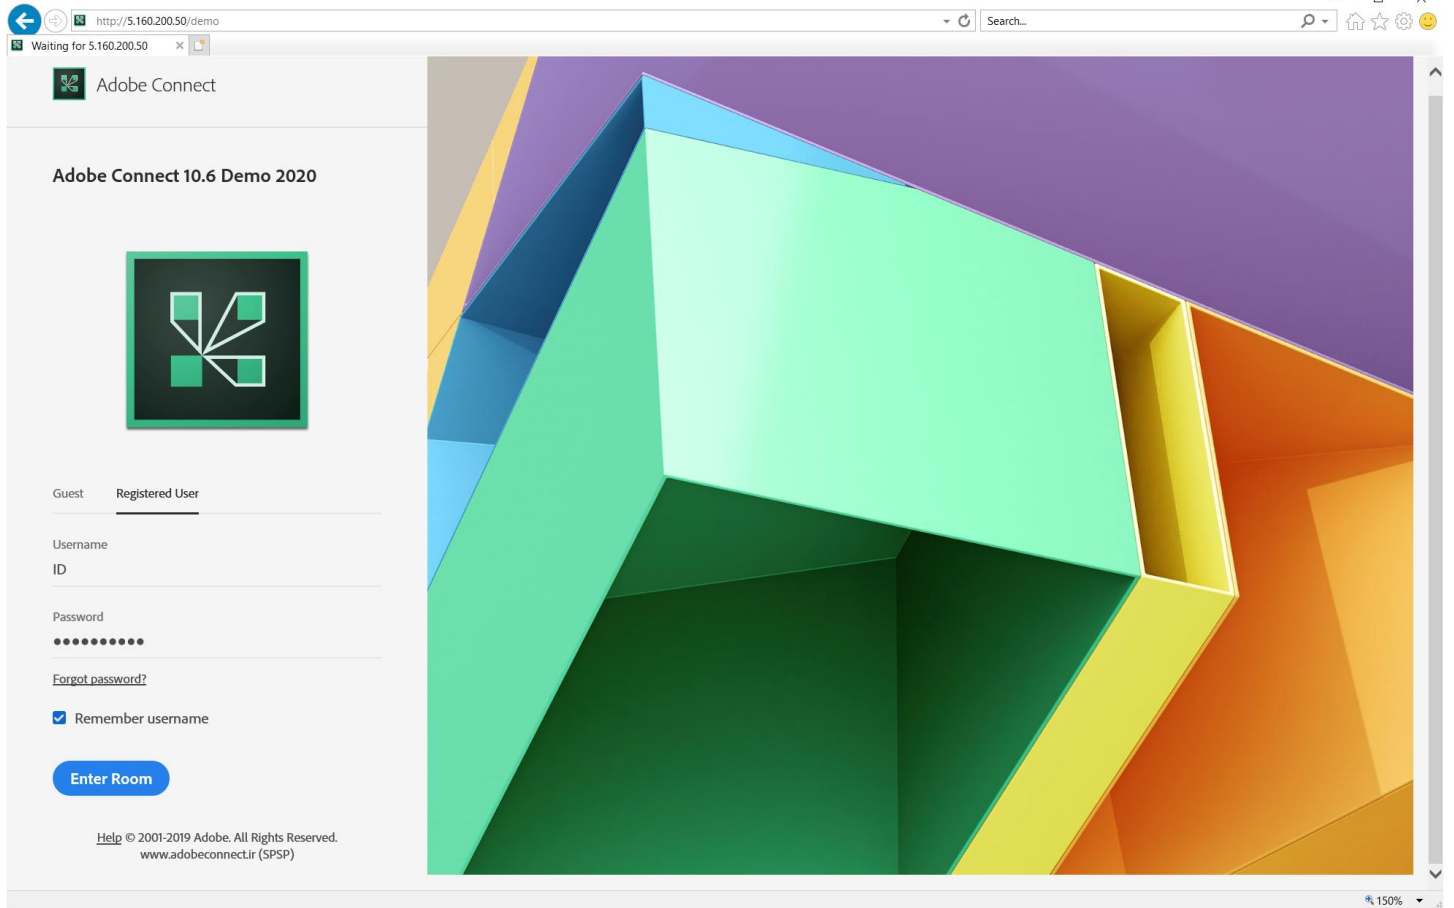 http://5.160.200.50/demo
Search...
Waiting for 5.160.200.50
Adobe Connect
Adobe Connect 10.6 Demo 2020
Guest Registered User
Username
ID
Password
Forgot password?
Remember username
Enter Room
Help © 2001-2019 Adobe. All Rights Reserved.
www.adobeconnect.ir (SPSP)
150%